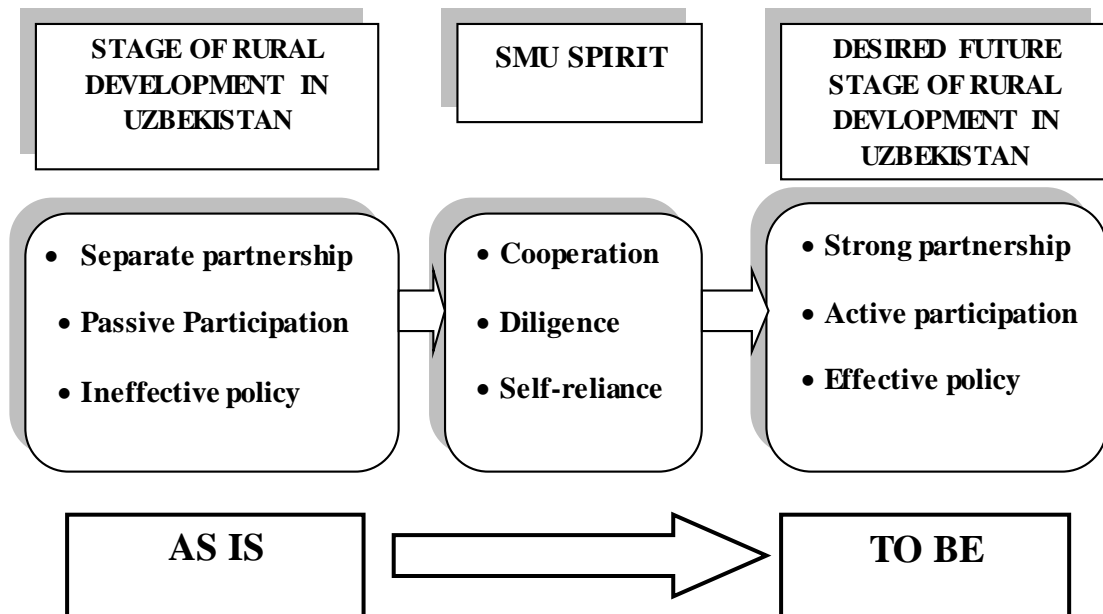 STAGE OF RURAL
DEVELOPMENT IN
UZBEKISTAN
SMU SPIRIT
DESIRED FUTURE
STAGE OF RURAL
DEVLOPMENT IN
UZBEKISTAN
• Separate partnership
• Passive Participation
• Ineffective policy
• Cooperation
• Diligence
• Self-reliance
• Strong partnership
• Active participation
• Effective policy
AS IS
TO BE